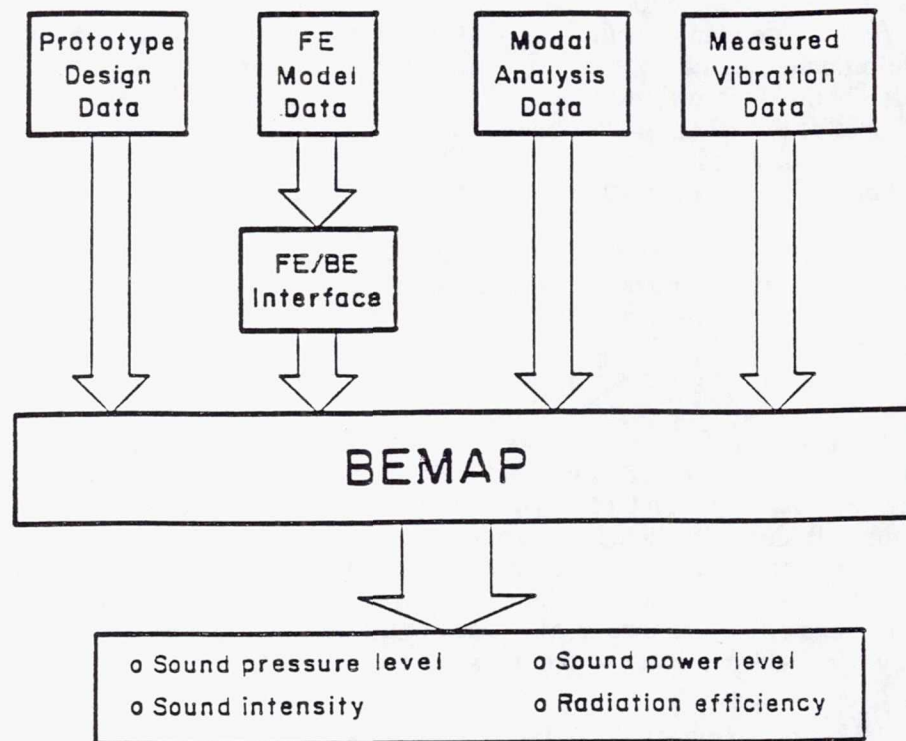 Prototype
Design
Data
FE
Model
Data
Modal
Analysis
Data
Measured
Vibration
Data
FE/BE
Interface
BEMAP
o Sound pressure level
o Sound power level
o Sound intensity
o Radiation efficiency